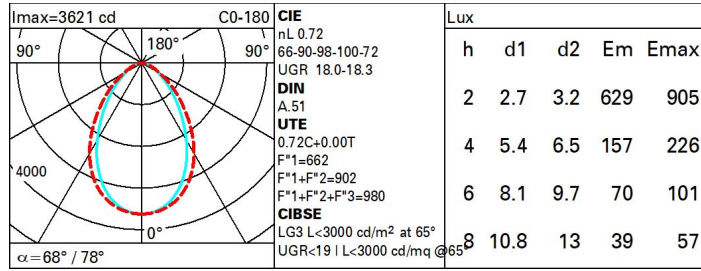 Imax=3621 cd C0-180
90° 180° 90°
4000
0°
α=68° / 78°
CIE
nL 0.72
66-90-98-100-72
UGR 18.0-18.3
DIN
A.51
UTE
0.72C+0.00T
F"1=662
F"1+F"2=902
F"1+F"2+F"3=980
CIBSE
LG3 L<3000 cd/m² at 65°
UGR<19 | L<3000 cd/mq @65°
Lux
h d1 d2 Em Emax
2 2.7 3.2 629 905
4 5.4 6.5 157 226
6 8.1 9.7 70 101
8 10.8 13 39 57